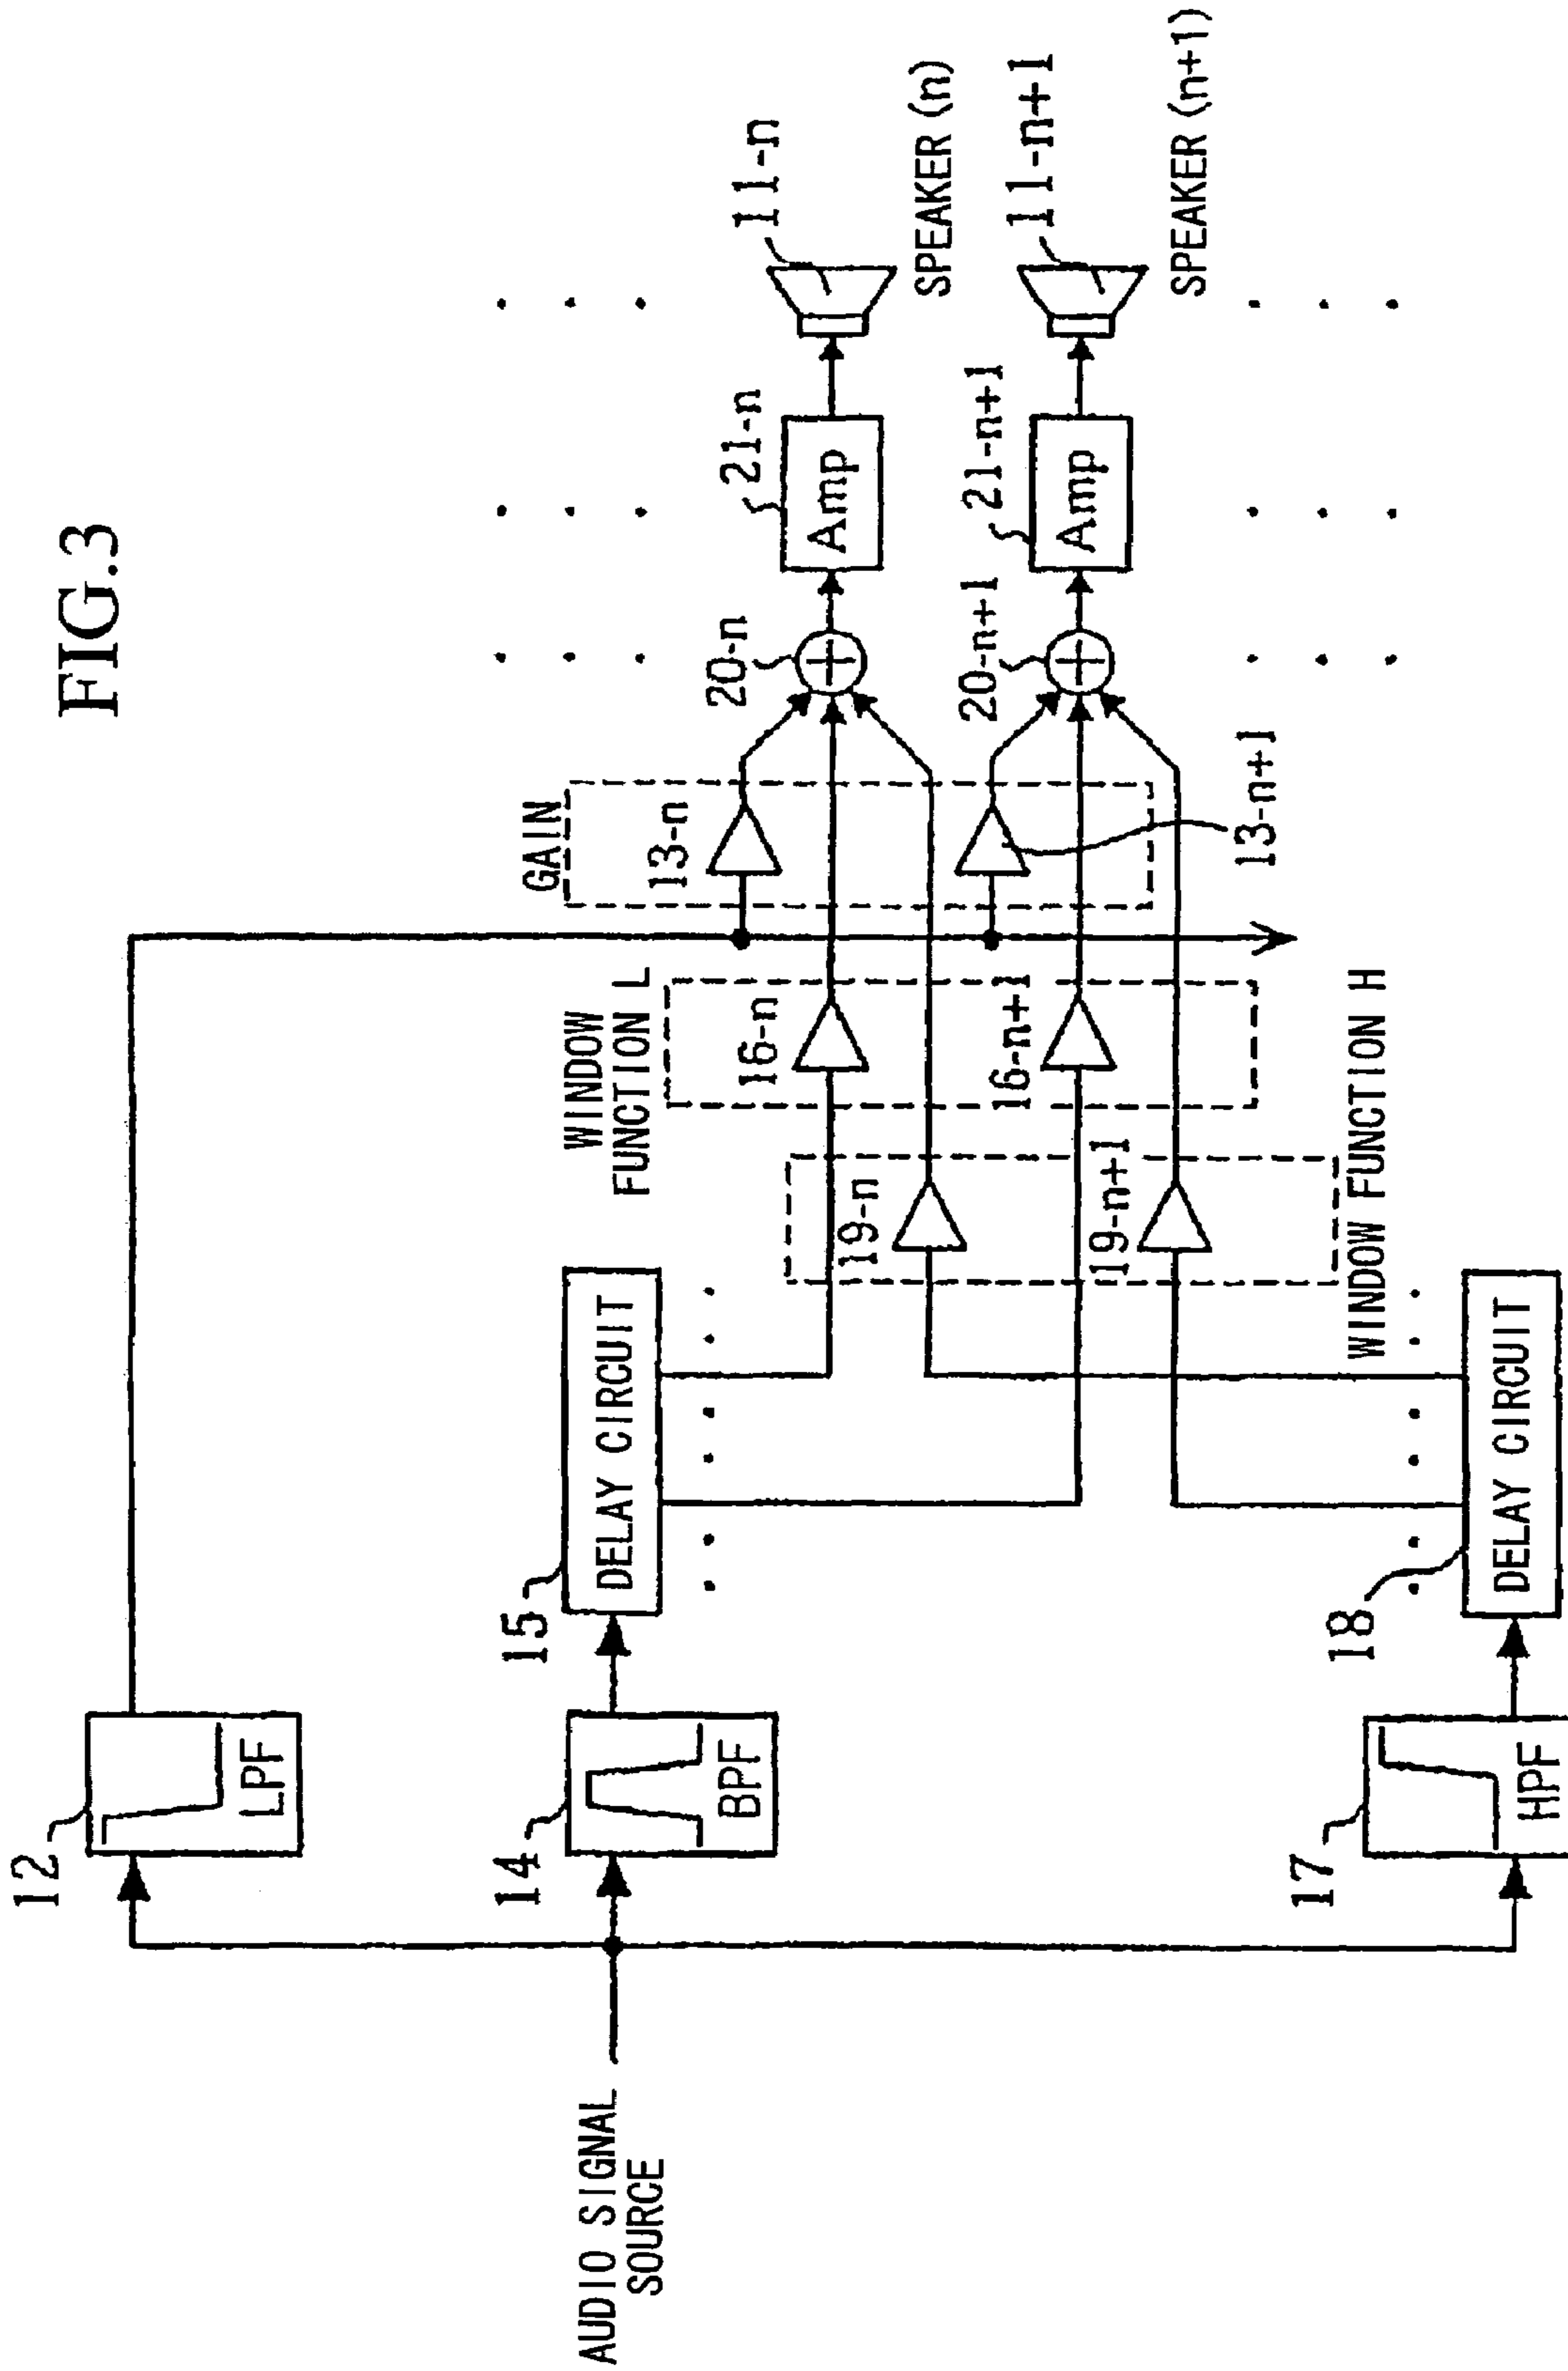 FIG.3
12
LPF
AUDIO SIGNAL
SOURCE
14
BPF
15
DELAY CIRCUIT
17
HPF
18
DELAY CIRCUIT
WINDOW
FUNCTION L
16-n
16-n+1
19-n
19-n+1
WINDOW FUNCTION H
GAIN
13-n
13-n+1
20-n
20-n+1
21-n
Amp
21-n+1
Amp
11-n
SPEAKER (n)
11-n+1
SPEAKER (n+1)